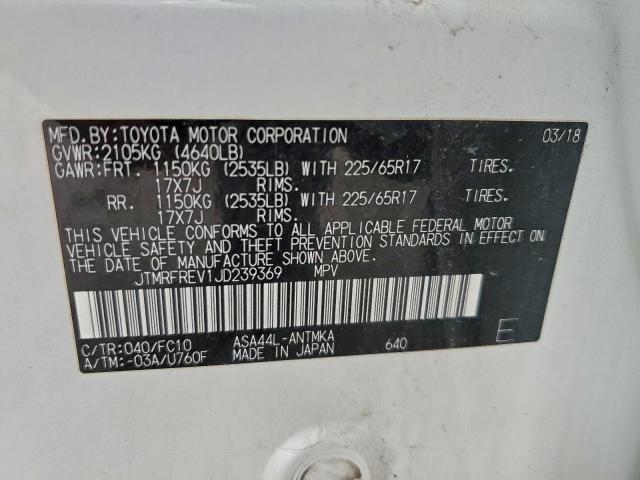 MFD.BY:TOYOTA MOTOR CORPORATION 03/18
GVWR:2105KG (4640LB)
GAWR:FRT. 1150KG (2535LB) WITH 225/65R17 TIRES.
17X7J RIMS.
RR. 1150KG (2535LB) WITH 225/65R17 TIRES.
17X7J RIMS.
THIS VEHICLE CONFORMS TO ALL APPLICABLE FEDERAL MOTOR
VEHICLE SAFETY AND THEFT PREVENTION STANDARDS IN EFFECT ON
THE DATE OF MANUFACTURE SHOWN ABOVE.
JTMRFREV1JD239369 MPV
C/TR:040/FC10 ASA44L-ANTMKA 640 E
A/TM:-03A/U760F MADE IN JAPAN